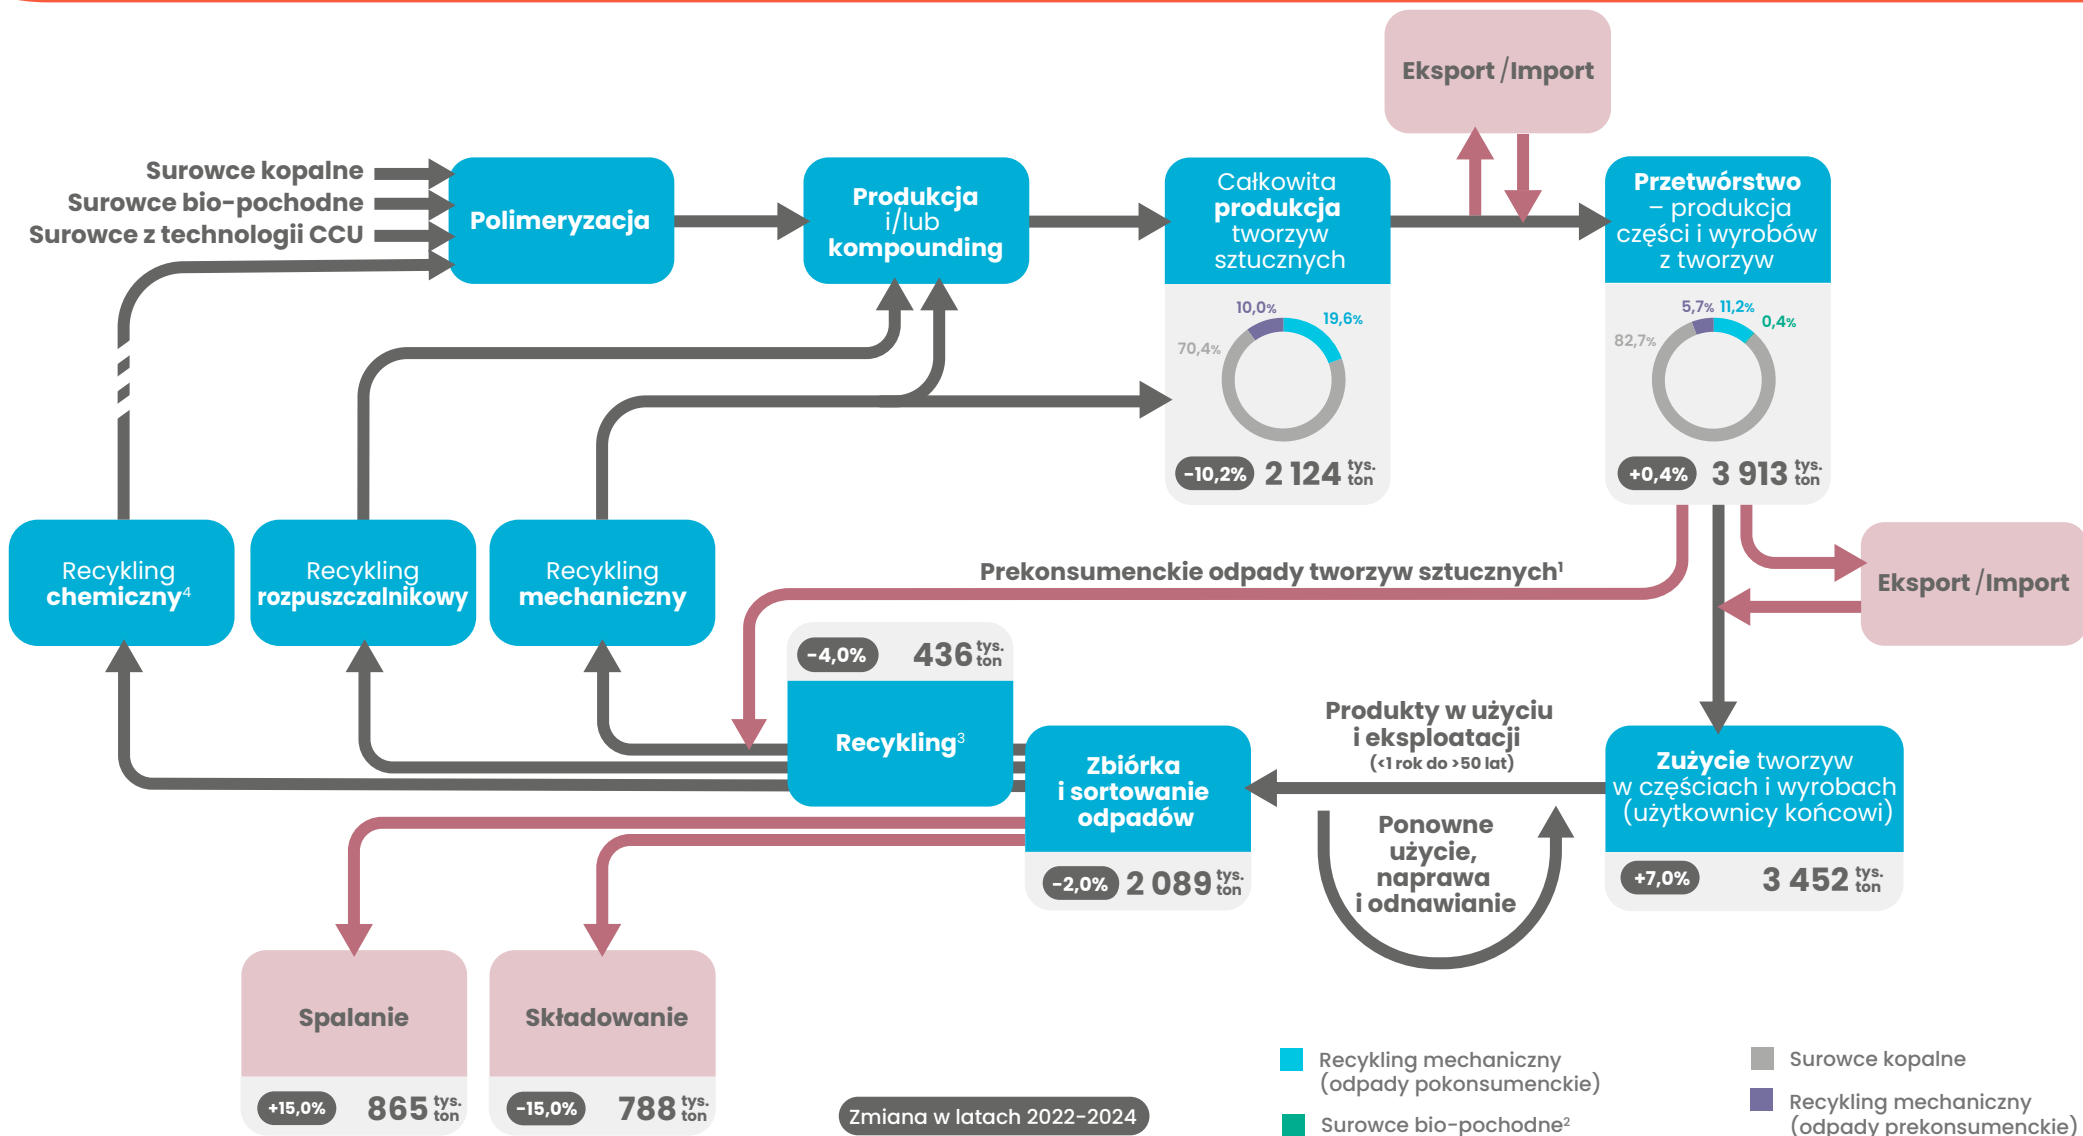 Eksport / Import
Surowce kopalne
Surowce bio-pochodne
Surowce z technologii CCU
Polimeryzacja
Produkcja
i/lub
kompounding
Całkowita
produkcja
tworzyw
sztucznych
10,0%
19,6%
70,4%
-10,2% 2 124 tys. ton
Przetwórstwo
– produkcja
części i wyrobów
z tworzyw
5,7% 11,2%
0,4%
82,7%
+0,4% 3 913 tys. ton
Recykling
chemiczny⁴
Recykling
rozpuszczalnikowy
Recykling
mechaniczny
Prekonsumenckie odpady tworzyw sztucznych¹
Eksport / Import
-4,0% 436 tys. ton
Recykling³
Zbiórka
i sortowanie
odpadów
-2,0% 2 089 tys. ton
Produkty w użyciu
i eksploatacji
(<1 rok do >50 lat)
Ponowne
użycie,
naprawa
i odnawianie
Zużycie tworzyw
w częściach i wyrobach
(użytkownicy końcowi)
+7,0% 3 452 tys. ton
Spalanie
+15,0% 865 tys. ton
Składowanie
-15,0% 788 tys. ton
Zmiana w latach 2022-2024
Recykling mechaniczny
(odpady pokonsumenckie)
Surowce bio-pochodne²
Surowce kopalne
Recykling mechaniczny
(odpady prekonsumenckie)